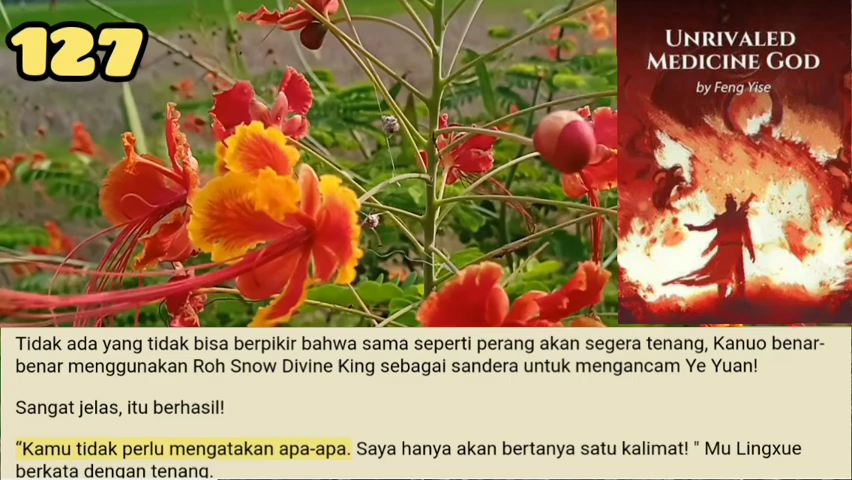 127
UNRIVALED
MEDICINE GOD
by Feng Yise
Tidak ada yang tidak bisa berpikir bahwa sama seperti perang akan segera tenang, Kanuo benar-
benar menggunakan Roh Snow Divine King sebagai sandera untuk mengancam Ye Yuan!
Sangat jelas, itu berhasil!
“Kamu tidak perlu mengatakan apa-apa. Saya hanya akan bertanya satu kalimat! " Mu Lingxue
berkata dengan tenang.